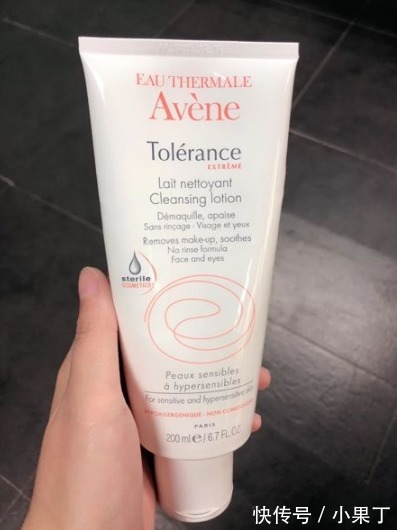 EAU THERMALE
Avène
Tolérance
EXTRÊME
Lait nettoyant
Cleansing lotion
Démaquille, apaise
Sans rinçage - Visage et yeux
Removes make-up, soothes
No rinse formula
Face and eyes
sterile
COSMETICS
Peaux sensibles
à hypersensibles
For sensitive and hypersensitive skin
HYPOALLERGENIQUE - NON
PARIS
200 ml e / 6.7 FL.OZ.
快传号 / 小果丁